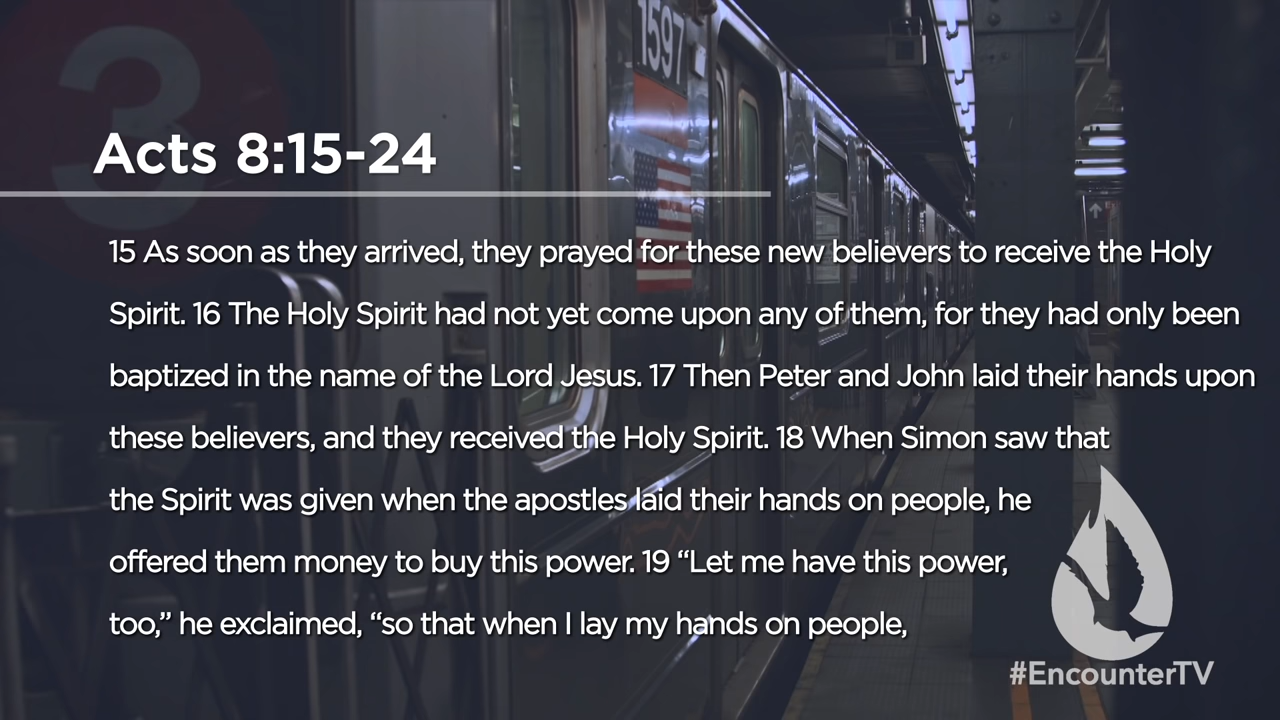 3
1597
Acts 8:15-24
15 As soon as they arrived, they prayed for these new believers to receive the Holy
Spirit. 16 The Holy Spirit had not yet come upon any of them, for they had only been
baptized in the name of the Lord Jesus. 17 Then Peter and John laid their hands upon
these believers, and they received the Holy Spirit. 18 When Simon saw that
the Spirit was given when the apostles laid their hands on people, he
offered them money to buy this power. 19 “Let me have this power,
too,” he exclaimed, “so that when I lay my hands on people,
#EncounterTV